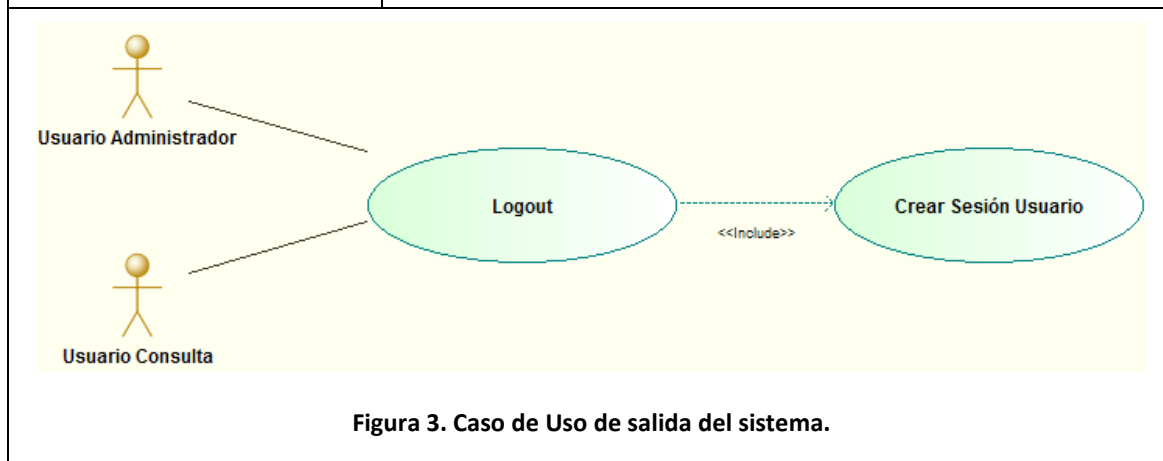 Usuario Administrador
Logout
<<Include>>
Crear Sesión Usuario
Usuario Consulta
Figura 3. Caso de Uso de salida del sistema.